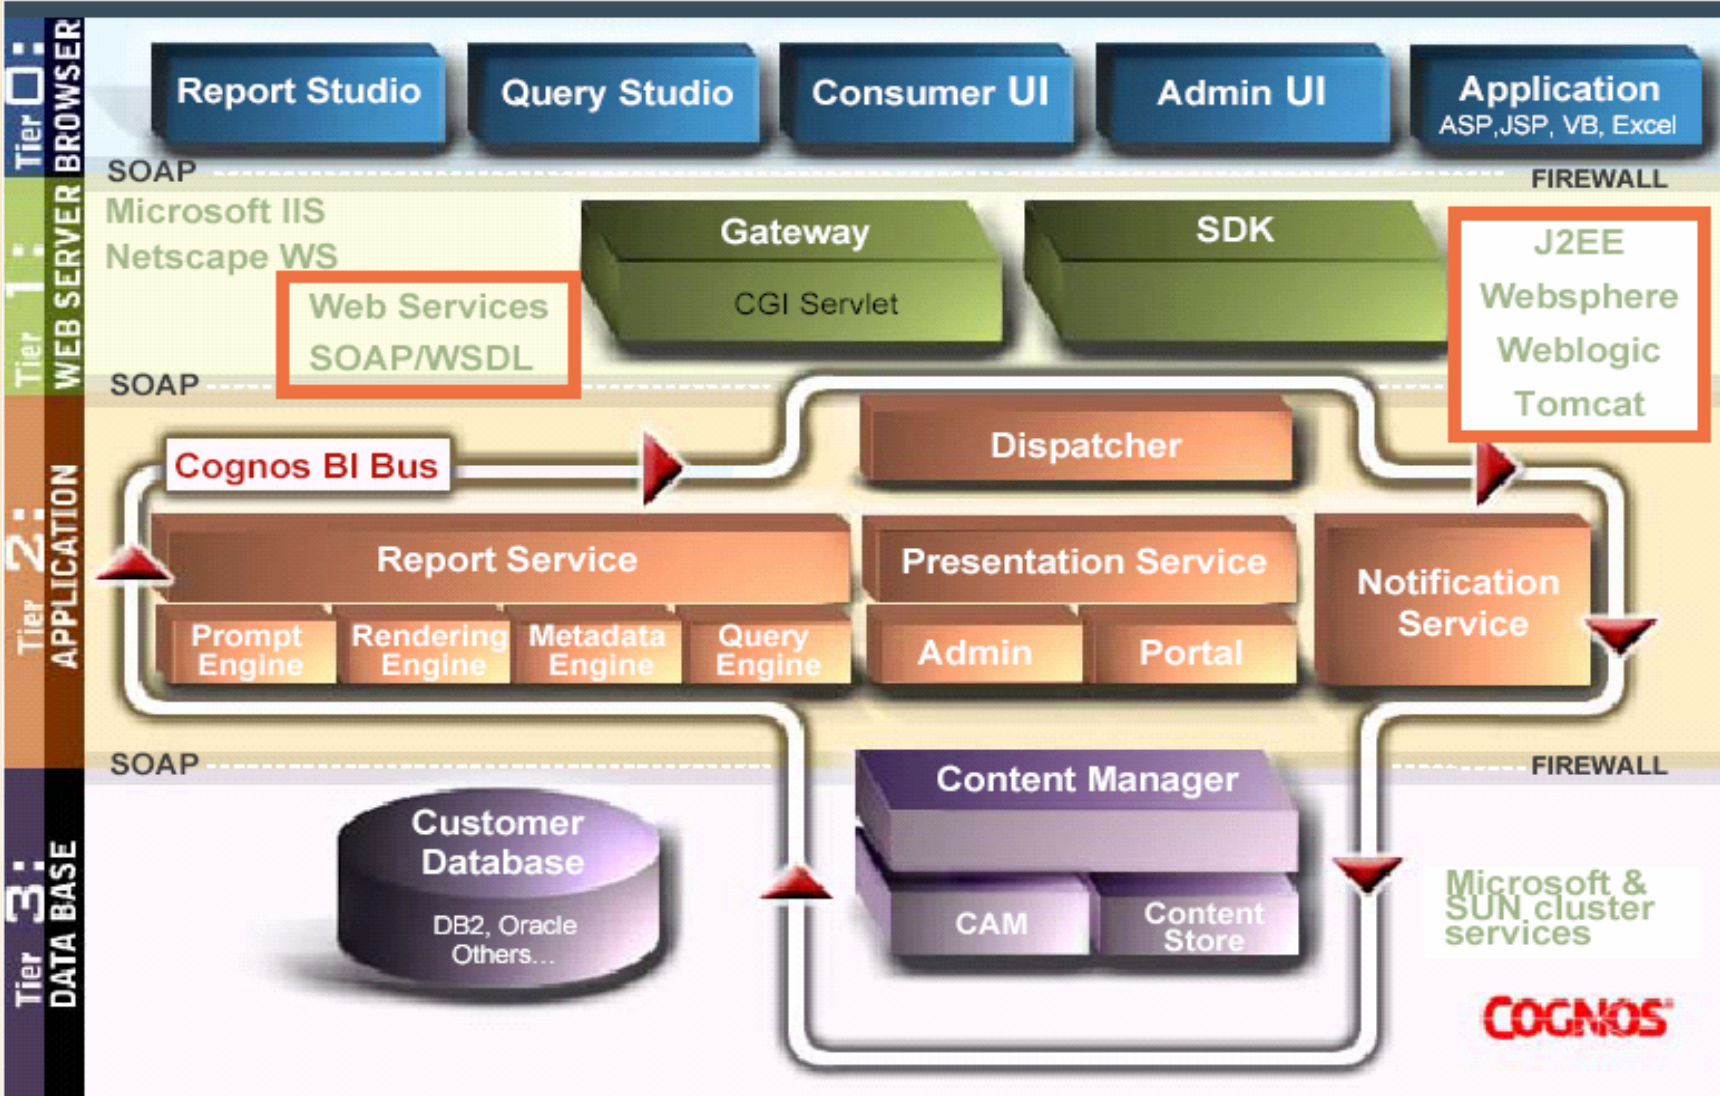 Tier 0:
BROWSER
Report Studio
Query Studio
Consumer UI
Admin UI
Application
ASP,JSP, VB, Excel
SOAP
FIREWALL
Tier 1:
WEB SERVER
Microsoft IIS
Netscape WS
Web Services
SOAP/WSDL
Gateway
CGI Servlet
SDK
J2EE
Websphere
Weblogic
Tomcat
SOAP
Tier 2:
APPLICATION
Cognos BI Bus
Dispatcher
Report Service
Prompt
Engine
Rendering
Engine
Metadata
Engine
Query
Engine
Presentation Service
Admin
Portal
Notification
Service
SOAP
FIREWALL
Tier 3:
DATA BASE
Customer
Database
DB2, Oracle
Others...
Content Manager
CAM
Content
Store
Microsoft &
SUN cluster
services
COGNOS®